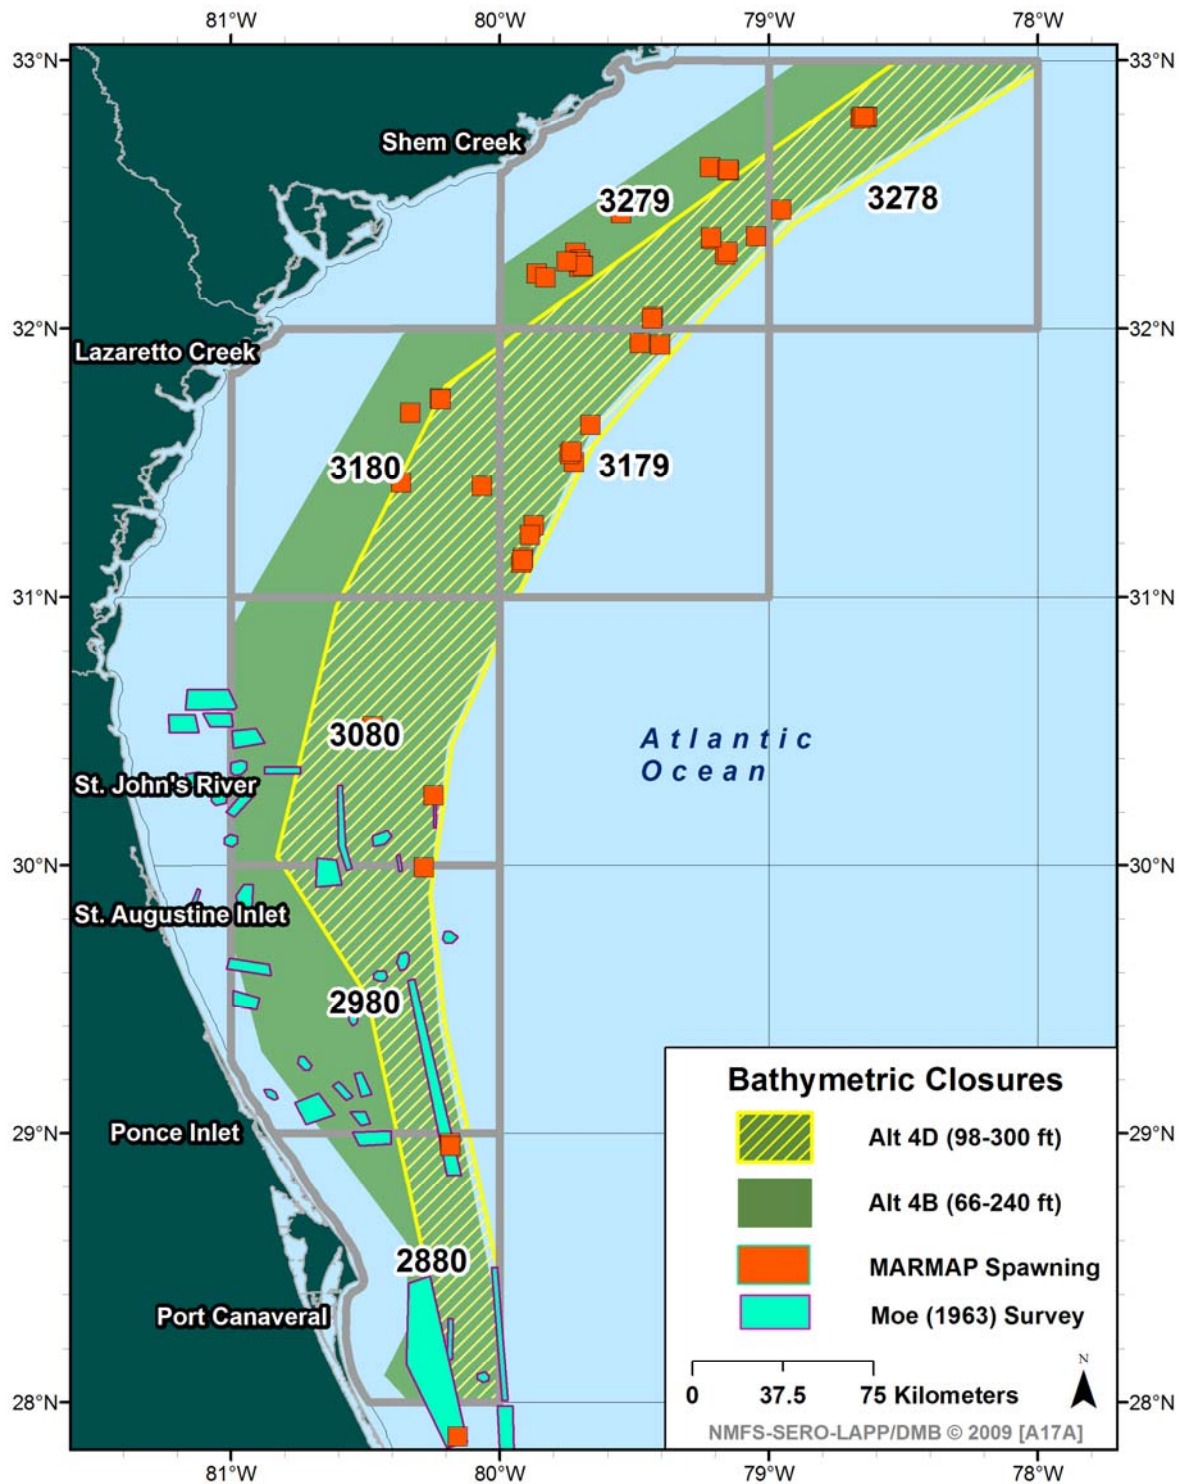 81°W 80°W 79°W 78°W
33°N 33°N
Shem Creek
3279 3278
32°N 32°N
Lazaretto Creek
3180 3179
31°N 31°N
3080 Atlantic
Ocean
St. John's River
30°N 30°N
St. Augustine Inlet
2980
Bathymetric Closures
Ponce Inlet 29°N 29°N
Alt 4D (98-300 ft)
Alt 4B (66-240 ft)
2880
MARMAP Spawning
Port Canaveral
Moe (1963) Survey
N
0 37.5 75 Kilometers
28°N 28°N
NMFS-SERO-LAPP/DMB © 2009 [A17A]
81°W 80°W 79°W 78°W